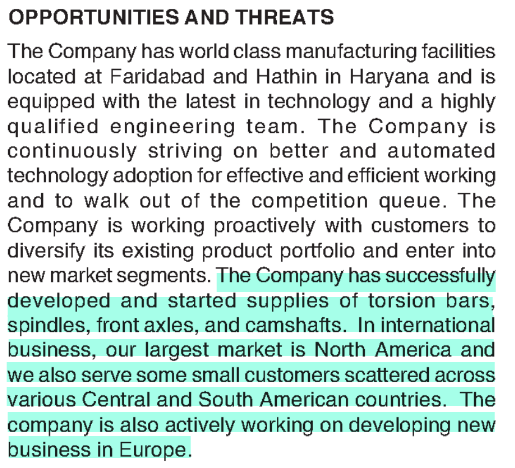 OPPORTUNITIES AND THREATS
The Company has world class manufacturing facilities
located at Faridabad and Hathin in Haryana and is
equipped with the latest in technology and a highly
qualified engineering team. The Company is
continuously striving on better and automated
technology adoption for effective and efficient working
and to walk out of the competition queue. The
Company is working proactively with customers to
diversify its existing product portfolio and enter into
new market segments. The Company has successfully
developed and started supplies of torsion bars,
spindles, front axles, and camshafts. In international
business, our largest market is North America and
we also serve some small customers scattered across
various Central and South American countries. The
company is also actively working on developing new
business in Europe.